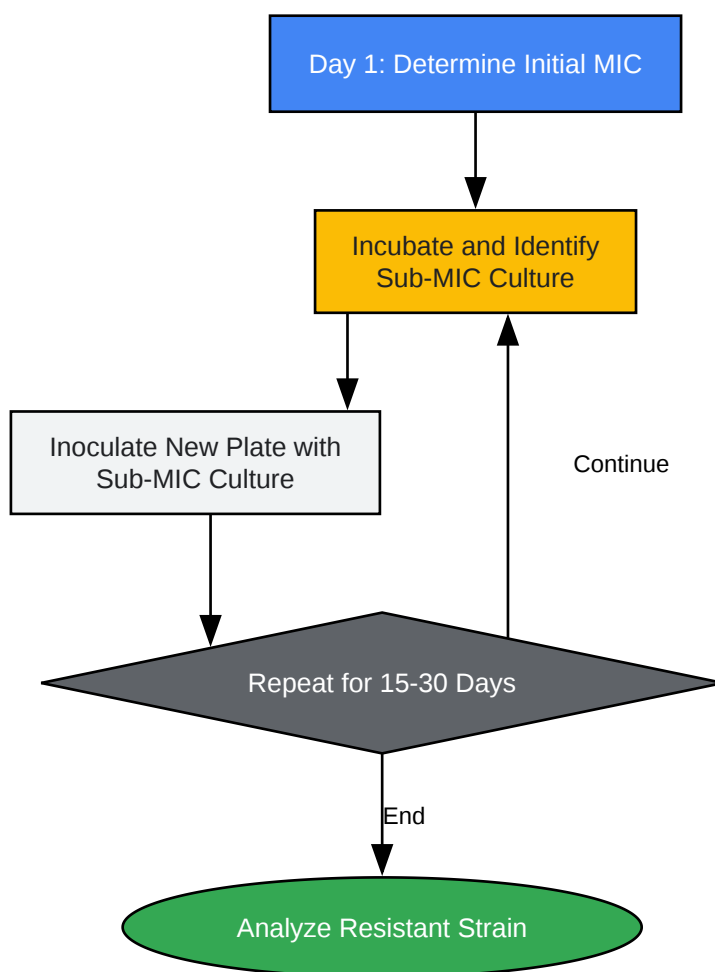 Day 1: Determine Initial MIC
Incubate and Identify
Sub-MIC Culture
Inoculate New Plate with
Sub-MIC Culture
Continue
Repeat for 15-30 Days
End
Analyze Resistant Strain